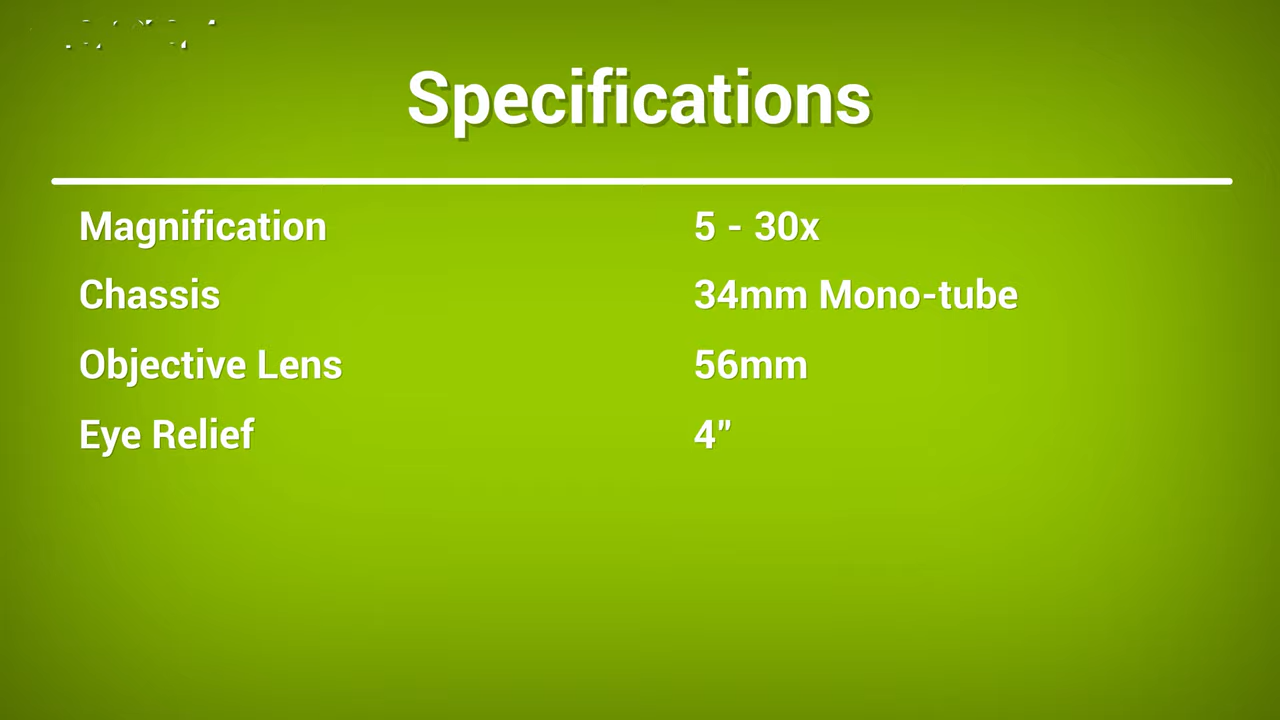 Specifications
Magnification 5 - 30x
Chassis 34mm Mono-tube
Objective Lens 56mm
Eye Relief 4"